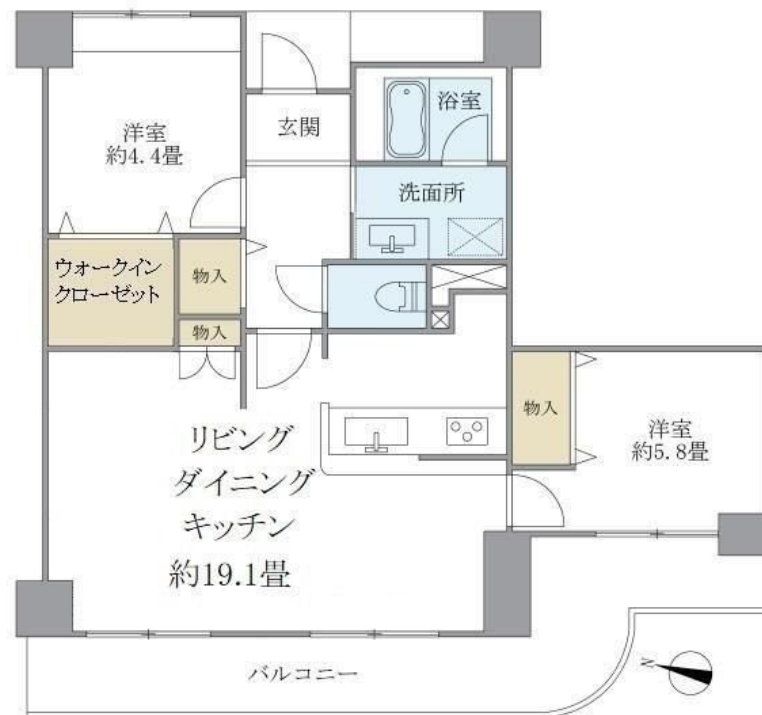 浴室
玄関
洋室
約4.4畳
洗面所
ウォークイン
クローゼット
物入
物入
物入
洋室
約5.8畳
リビング
ダイニング
キッチン
約19.1畳
バルコニー
N